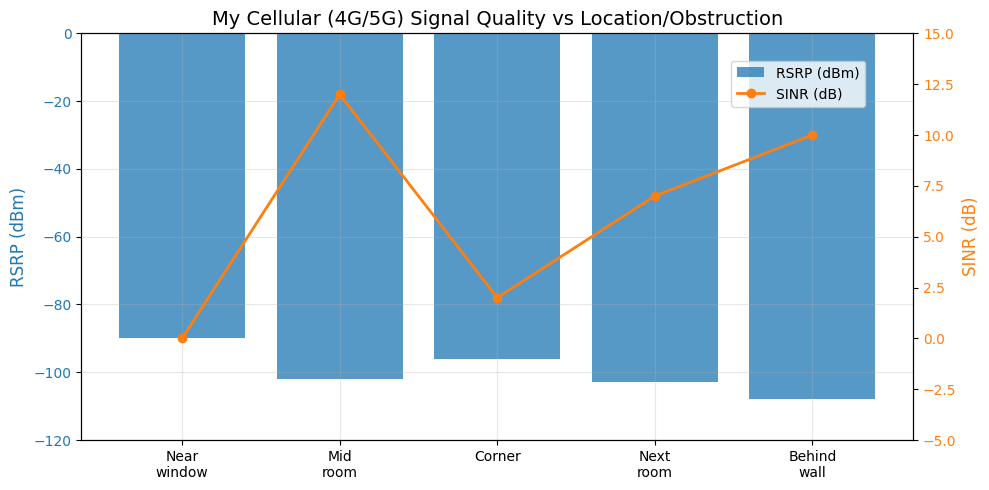 My Cellular (4G/5G) Signal Quality vs Location/Obstruction
RSRP (dBm)
0
−20
−40
−60
−80
−100
−120
RSRP (dBm)
SINR (dB)
15.0
12.5
10.0
7.5
5.0
2.5
0.0
−2.5
−5.0
SINR (dB)
Near
window
Mid
room
Corner
Next
room
Behind
wall